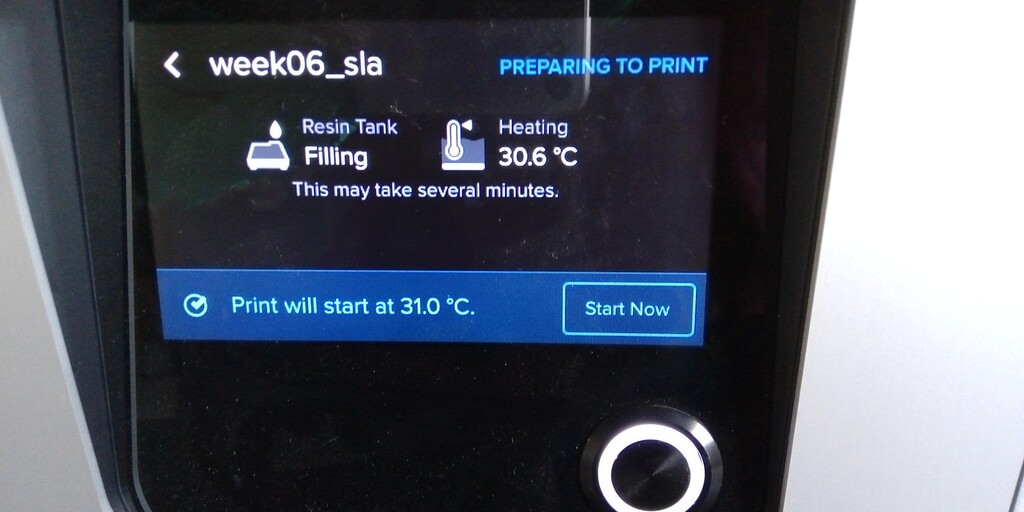 week06_sla
PREPARING TO PRINT
Resin Tank
Filling
Heating
30.6 °C
This may take several minutes.
Print will start at 31.0 °C.
Start Now